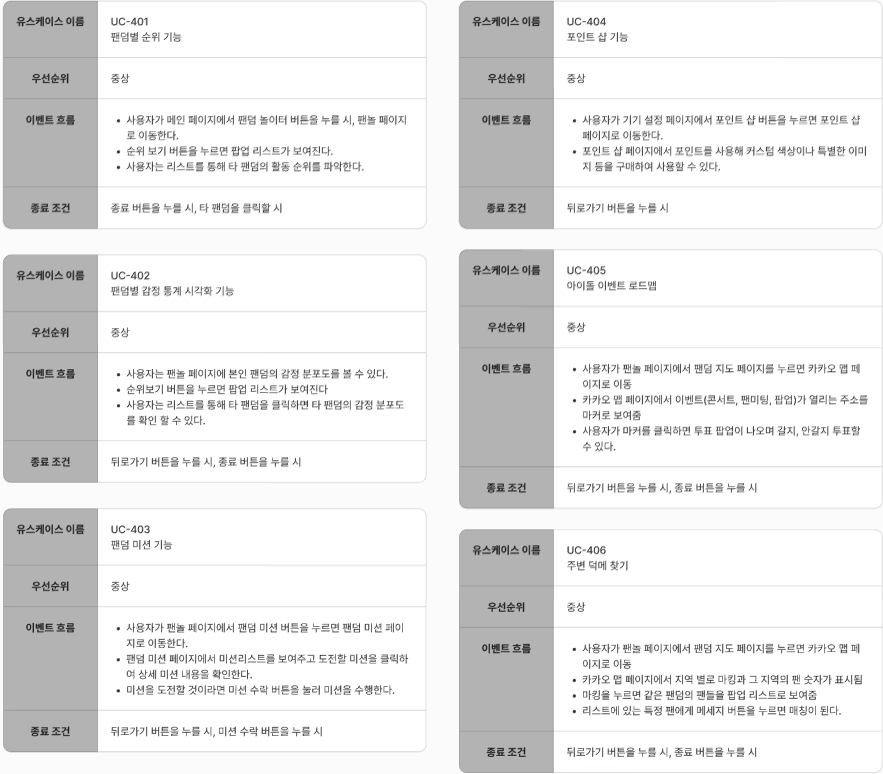 유스케이스 이름
UC-401
팬덤별 순위 기능
우선순위
중상
이벤트 흐름
• 사용자가 메인 페이지에서 팬덤 놀이터 버튼을 누를 시, 팬놀 페이지
로 이동한다.
• 순위 보기 버튼을 누르면 팝업 리스트가 보여진다.
• 사용자는 리스트를 통해 타 팬덤의 활동 순위를 파악한다.
종료 조건
종료 버튼을 누를 시, 타 팬덤을 클릭할 시
유스케이스 이름
UC-402
팬덤별 감정 통계 시각화 기능
우선순위
중상
이벤트 흐름
• 사용자는 팬놀 페이지에 본인 팬덤의 감정 분포도를 볼 수 있다.
• 순위보기 버튼을 누르면 팝업 리스트가 보여진다
• 사용자는 리스트를 통해 타 팬덤을 클릭하면 타 팬덤의 감정 분포도
를 확인 할 수 있다.
종료 조건
뒤로가기 버튼을 누를 시, 종료 버튼을 누를 시
유스케이스 이름
UC-403
팬덤 미션 기능
우선순위
중상
이벤트 흐름
• 사용자가 팬놀 페이지에서 팬덤 미션 버튼을 누르면 팬덤 미션 페이
지로 이동한다.
• 팬덤 미션 페이지에서 미션리스트를 보여주고 도전할 미션을 클릭하
여 상세 미션 내용을 확인한다.
• 미션을 도전할 것이라면 미션 수락 버튼을 눌러 미션을 수행한다.
종료 조건
뒤로가기 버튼을 누를 시, 미션 수락 버튼을 누를 시
유스케이스 이름
UC-404
포인트 샵 기능
우선순위
중상
이벤트 흐름
• 사용자가 기기 설정 페이지에서 포인트 샵 버튼을 누르면 포인트 샵
페이지로 이동한다.
• 포인트 샵 페이지에서 포인트를 사용해 커스텀 색상이나 특별한 이미
지 등을 구매하여 사용할 수 있다.
종료 조건
뒤로가기 버튼을 누를 시
유스케이스 이름
UC-405
아이돌 이벤트 로드맵
우선순위
중상
이벤트 흐름
• 사용자가 팬놀 페이지에서 팬덤 지도 페이지를 누르면 카카오 맵 페
이지로 이동
• 카카오 맵 페이지에서 이벤트(콘서트, 팬미팅, 팝업)가 열리는 주소를
마커로 보여줌
• 사용자가 마커를 클릭하면 투표 팝업이 나오며 갈지, 안갈지 투표할
수 있다.
종료 조건
뒤로가기 버튼을 누를 시, 종료 버튼을 누를 시
유스케이스 이름
UC-406
주변 덕메 찾기
우선순위
중상
이벤트 흐름
• 사용자가 팬놀 페이지에서 팬덤 지도 페이지를 누르면 카카오 맵 페
이지로 이동
• 카카오 맵 페이지에서 지역 별로 마킹과 그 지역의 팬 숫자가 표시됨
• 마킹을 누르면 같은 팬덤의 팬들을 팝업 리스트로 보여줌
• 리스트에 있는 특정 팬에게 메세지 버튼을 누르면 매칭이 된다.
종료 조건
뒤로가기 버튼을 누를 시, 종료 버튼을 누를 시